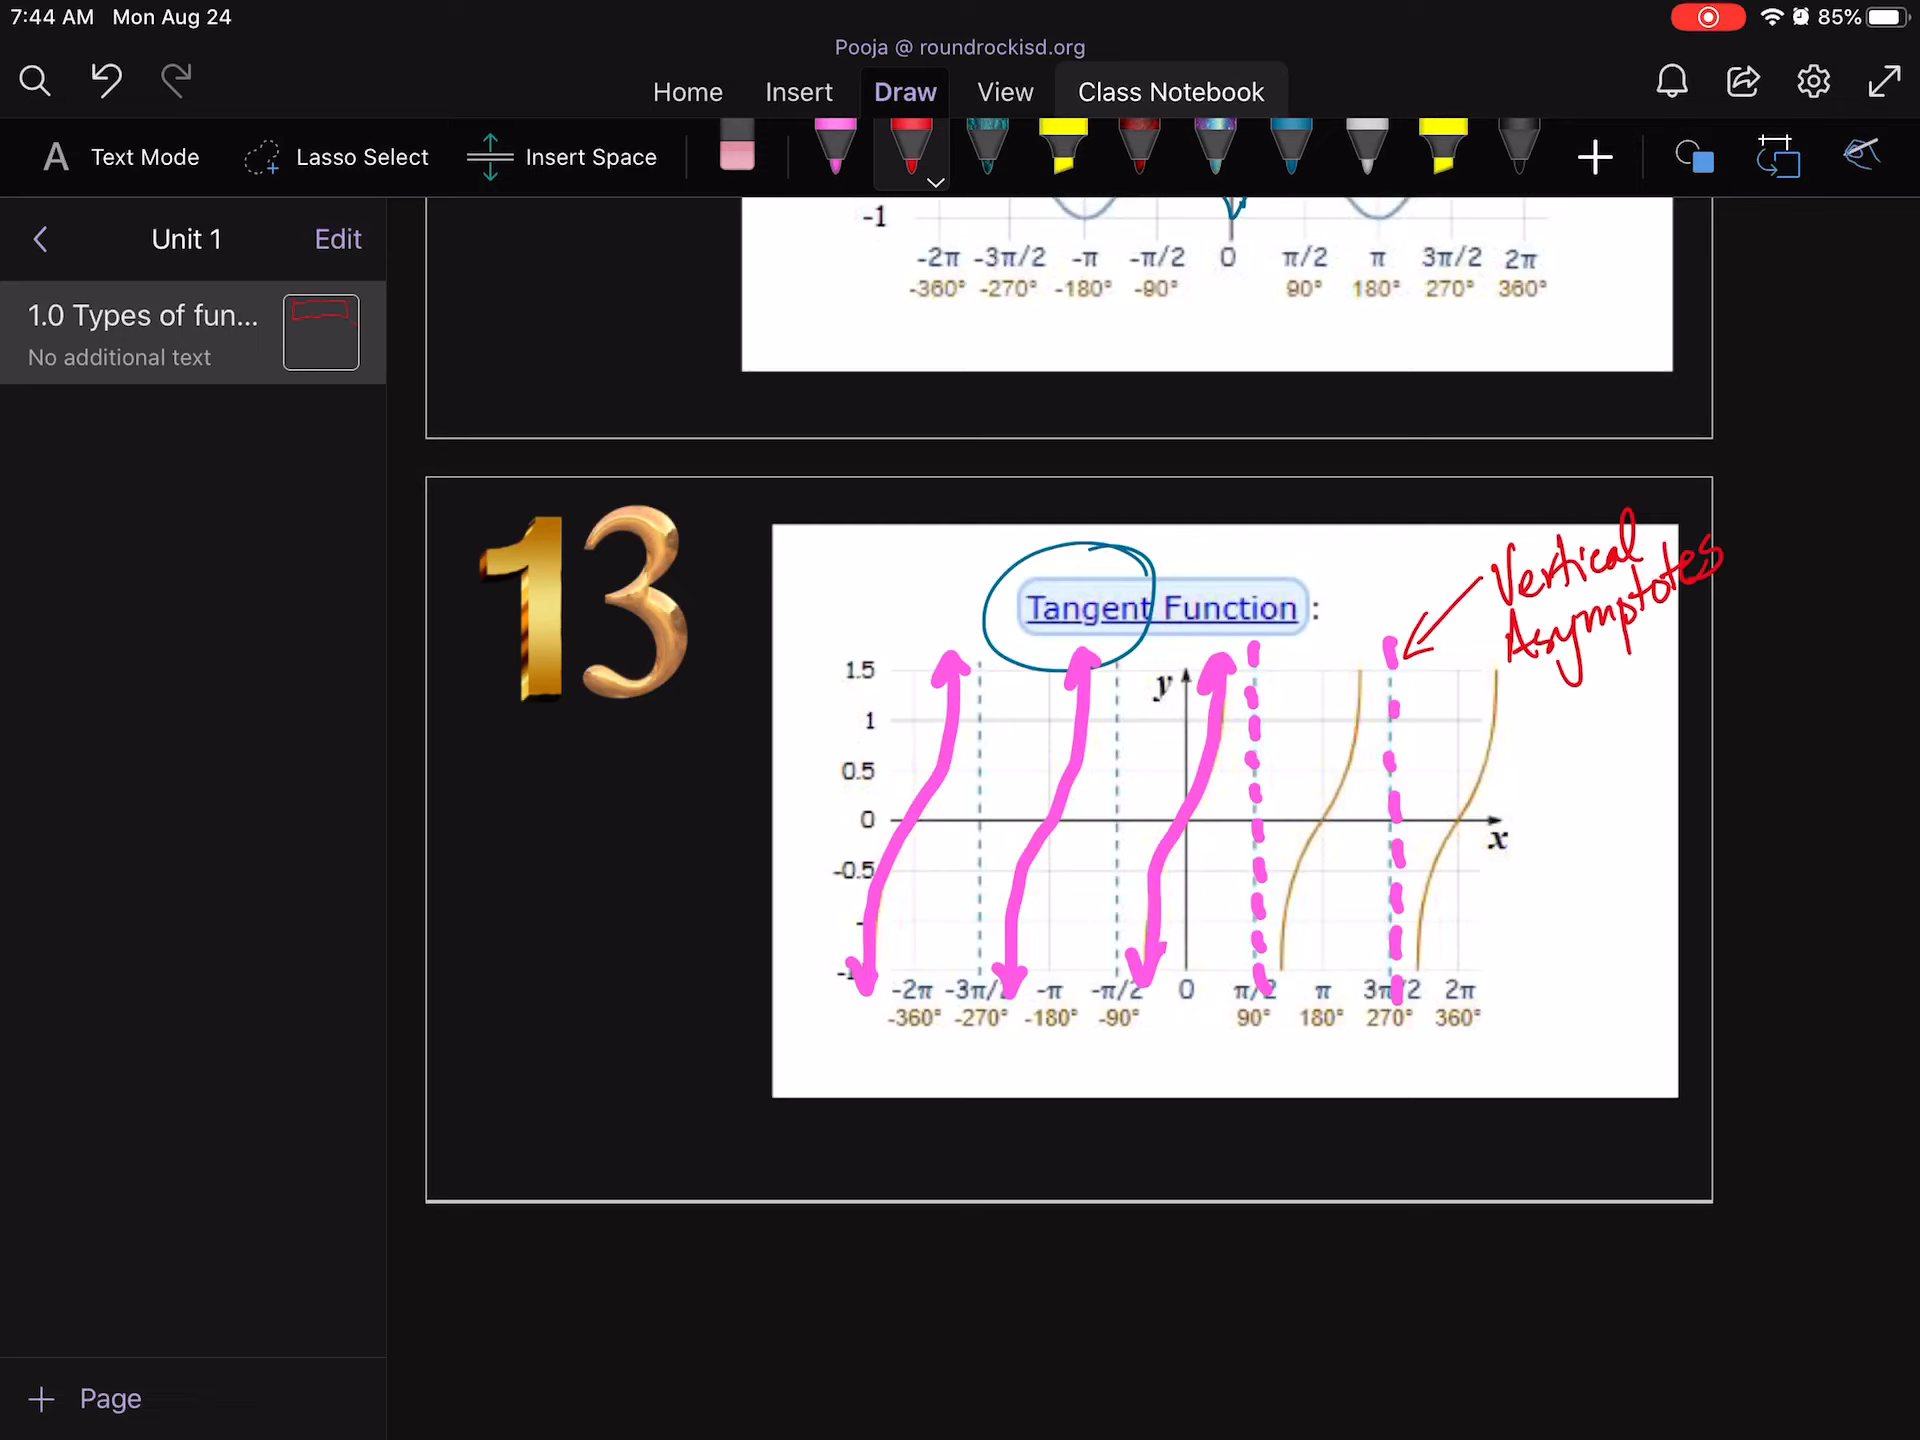 7:44 AM Mon Aug 24
85%
Pooja @ roundrockisd.org
Home Insert Draw View Class Notebook
A Text Mode Lasso Select Insert Space
Unit 1 Edit
1.0 Types of fun...
No additional text
-1
-2π -3π/2 -π -π/2 0 π/2 π 3π/2 2π
-360° -270° -180° -90° 90° 180° 270° 360°
13
Tangent Function :
Vertical
Asymptotes
1.5
y
1
0.5
0
x
-0.5
-2π -3π/ -π -π/2 0 π/2 π 3π/2 2π
-360° -270° -180° -90° 90° 180° 270° 360°
+ Page